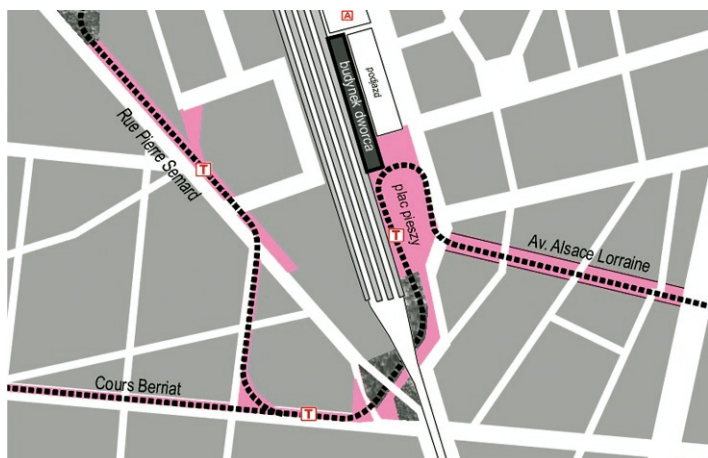 A
budynek dworca
podjazd
Rue Pierre Semard
T
plac pieszy
T
Av. Alsace Lorraine
Cours Berriat
T